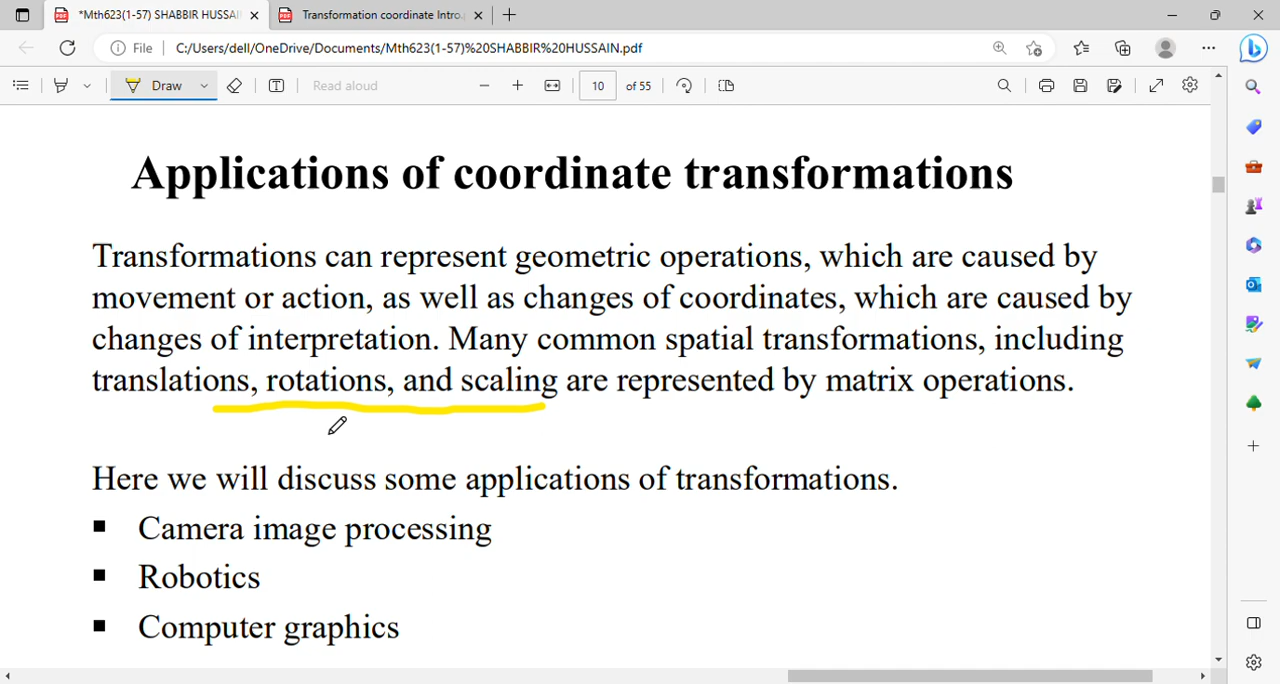 *Mth623(1-57) SHABBIR HUSSAI
Transformation coordinate Intro.
File
C:/Users/dell/OneDrive/Documents/Mth623(1-57)%20SHABBIR%20HUSSAIN.pdf
Draw
Read aloud
10 of 55
Applications of coordinate transformations
Transformations can represent geometric operations, which are caused by
movement or action, as well as changes of coordinates, which are caused by
changes of interpretation. Many common spatial transformations, including
translations, rotations, and scaling are represented by matrix operations.
Here we will discuss some applications of transformations.
▪ Camera image processing
▪ Robotics
▪ Computer graphics